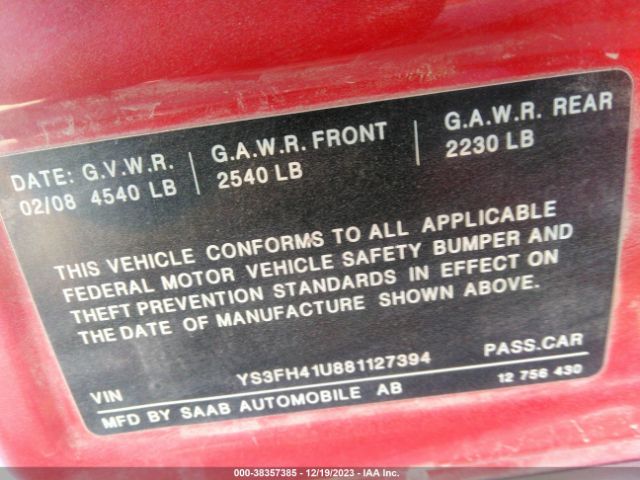 DATE: G.V.W.R. G.A.W.R. FRONT G.A.W.R. REAR
02/08 4540 LB 2540 LB 2230 LB
THIS VEHICLE CONFORMS TO ALL APPLICABLE
FEDERAL MOTOR VEHICLE SAFETY BUMPER AND
THEFT PREVENTION STANDARDS IN EFFECT ON
THE DATE OF MANUFACTURE SHOWN ABOVE.
VIN YS3FH41U881127394 PASS.CAR
MFD BY SAAB AUTOMOBILE AB 12 756 430
000-38357385 - 12/19/2023 - IAA Inc.